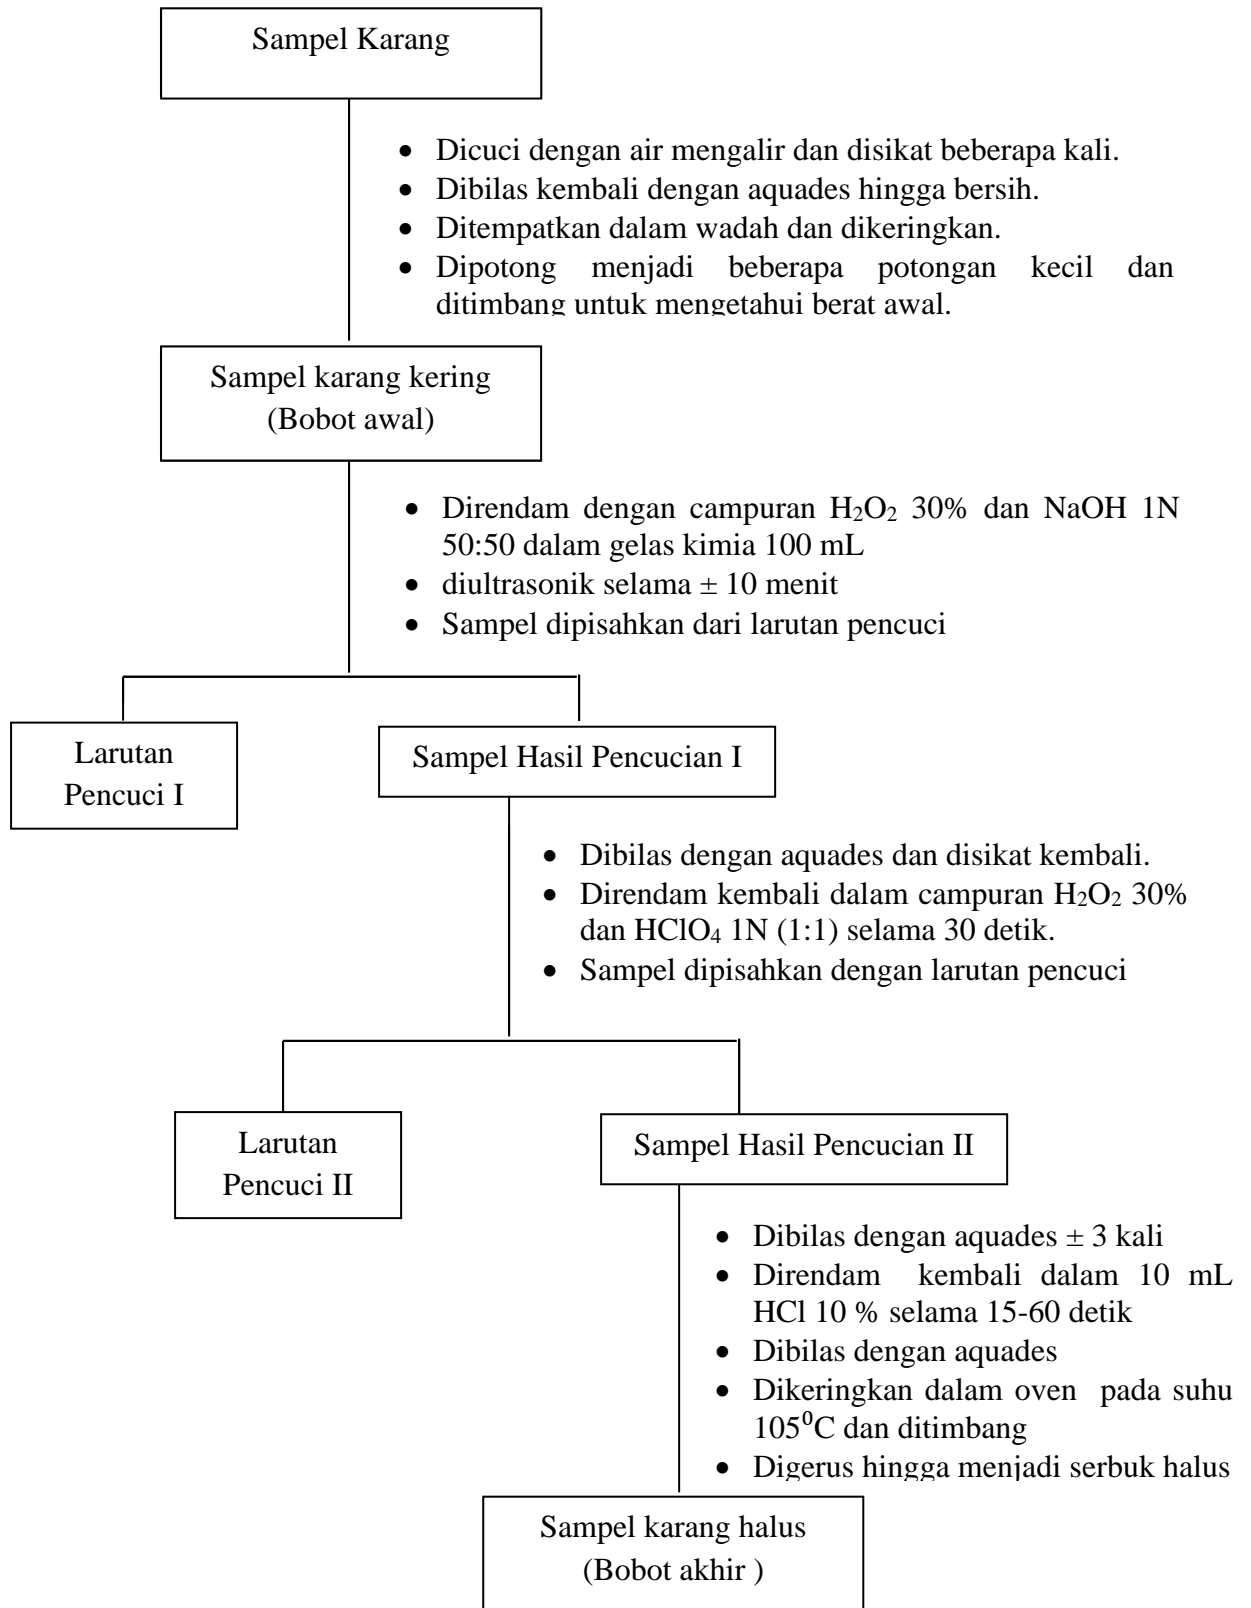 Sampel Karang
• Dicuci dengan air mengalir dan disikat beberapa kali.
• Dibilas kembali dengan aquades hingga bersih.
• Ditempatkan dalam wadah dan dikeringkan.
• Dipotong menjadi beberapa potongan kecil dan
ditimbang untuk mengetahui berat awal.
Sampel karang kering
(Bobot awal)
• Direndam dengan campuran H₂O₂ 30% dan NaOH 1N
50:50 dalam gelas kimia 100 mL
• diultrasonik selama ± 10 menit
• Sampel dipisahkan dari larutan pencuci
Larutan
Pencuci I
Sampel Hasil Pencucian I
• Dibilas dengan aquades dan disikat kembali.
• Direndam kembali dalam campuran H₂O₂ 30%
dan HClO₄ 1N (1:1) selama 30 detik.
• Sampel dipisahkan dengan larutan pencuci
Larutan
Pencuci II
Sampel Hasil Pencucian II
• Dibilas dengan aquades ± 3 kali
• Direndam kembali dalam 10 mL
HCl 10 % selama 15-60 detik
• Dibilas dengan aquades
• Dikeringkan dalam oven pada suhu
105⁰C dan ditimbang
• Digerus hingga menjadi serbuk halus
Sampel karang halus
(Bobot akhir )